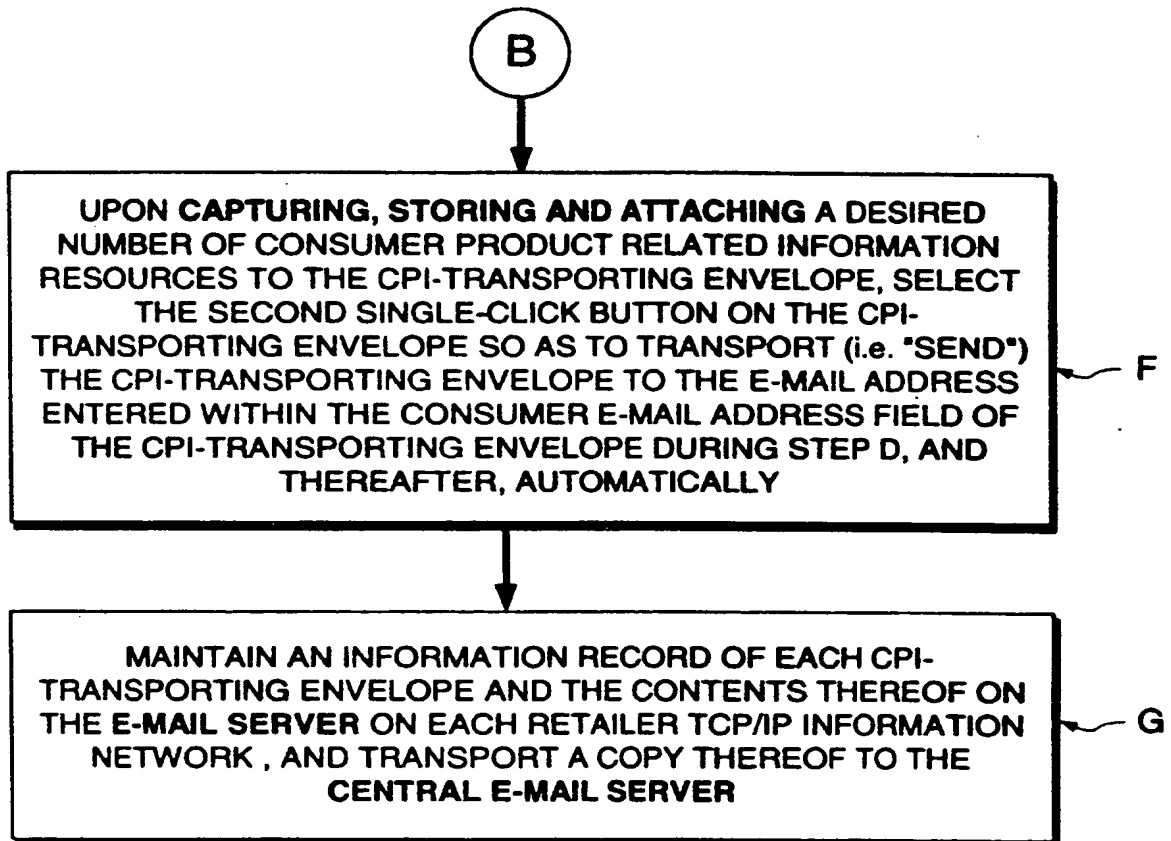 B
UPON CAPTURING, STORING AND ATTACHING A DESIRED
NUMBER OF CONSUMER PRODUCT RELATED INFORMATION
RESOURCES TO THE CPI-TRANSPORTING ENVELOPE, SELECT
THE SECOND SINGLE-CLICK BUTTON ON THE CPI-
TRANSPORTING ENVELOPE SO AS TO TRANSPORT (i.e. "SEND")
THE CPI-TRANSPORTING ENVELOPE TO THE E-MAIL ADDRESS
ENTERED WITHIN THE CONSUMER E-MAIL ADDRESS FIELD OF
THE CPI-TRANSPORTING ENVELOPE DURING STEP D, AND
THEREAFTER, AUTOMATICALLY
F
MAINTAIN AN INFORMATION RECORD OF EACH CPI-
TRANSPORTING ENVELOPE AND THE CONTENTS THEREOF ON
THE E-MAIL SERVER ON EACH RETAILER TCP/IP INFORMATION
NETWORK , AND TRANSPORT A COPY THEREOF TO THE
CENTRAL E-MAIL SERVER
G